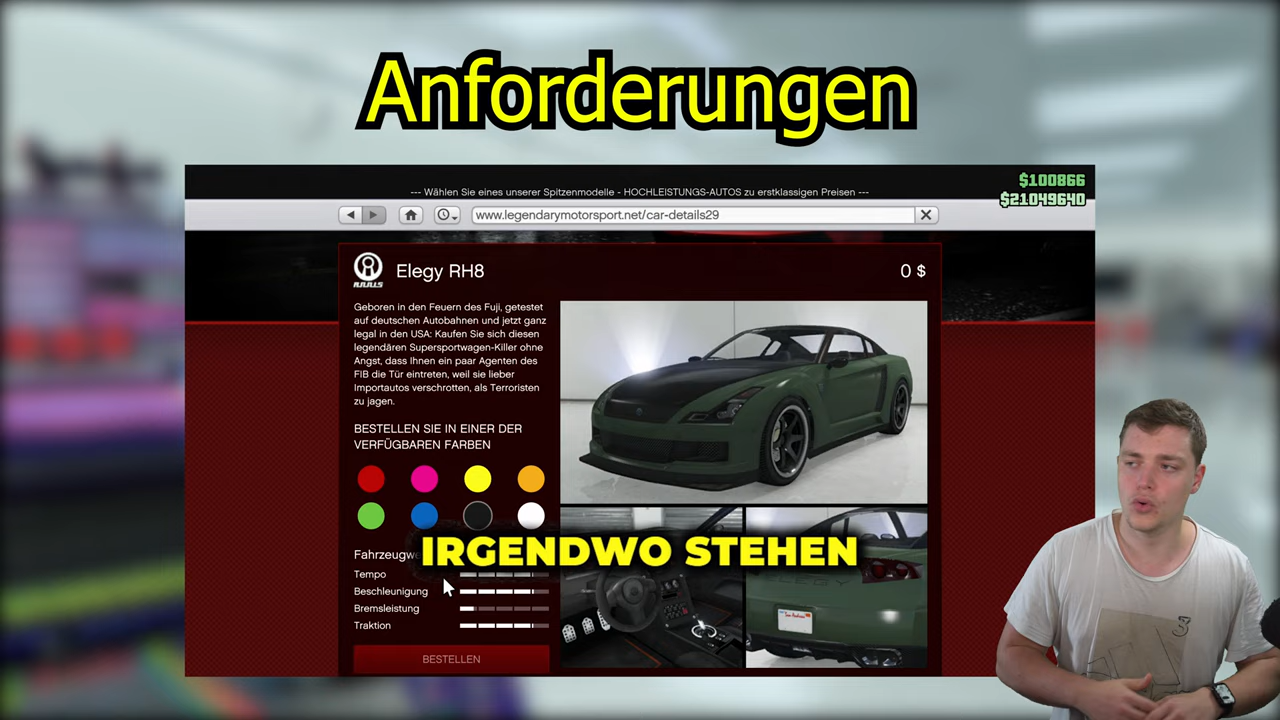 Anforderungen
--- Wählen Sie eines unserer Spitzenmodelle - HOCHLEISTUNGS-AUTOS zu erstklassigen Preisen ---
$100866
$21049640
www.legendarymotorsport.net/car-details29
Elegy RH8
0 $
Geboren in den Feuern des Fuji, getestet
auf deutschen Autobahnen und jetzt ganz
legal in den USA: Kaufen Sie sich diesen
legendären Supersportwagen-Killer ohne
Angst, dass Ihnen ein paar Agenten des
FIB die Tür eintreten, weil sie lieber
Importautos verschrotten, als Terroristen
zu jagen.
BESTELLEN SIE IN EINER DER
VERFÜGBAREN FARBEN
IRGENDWO STEHEN
Tempo
Beschleunigung
Bremsleistung
Traktion
BESTELLEN
3